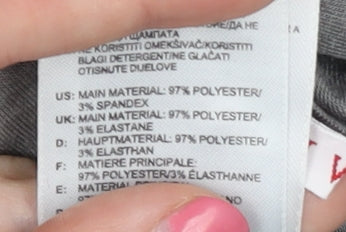 ЩАМПАТА
NE KORISTITI OMEKŠIVAČ/KORISTITI
BLAGI DETERGENT/NE GLAČATI
OTISNUTE DIJELOVE
US: MAIN MATERIAL: 97% POLYESTER/
3% SPANDEX
UK: MAIN MATERIAL: 97% POLYESTER/
3% ELASTANE
D: HAUPTMATERIAL: 97% POLYESTER/
3% ELASTHAN
F: MATIERE PRINCIPALE:
97% POLYESTER/3% ÉLASTHANNE
E: MATERIAL